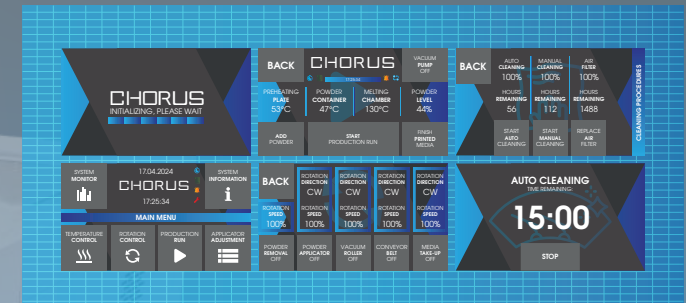 CHORUS
INITIALIZING, PLEASE WAIT
BACK
CHORUS
VACUUM
PUMP
OFF
PREHEATING
PLATE
53°C
POWDER
CONTAINER
47°C
MELTING
CHAMBER
130°C
POWDER
LEVEL
44%
ADD
POWDER
START
PRODUCTION RUN
FINISH
PRINTED
MEDIA
BACK
AUTO
CLEANING
100%
MANUAL
CLEANING
100%
AIR
FILTER
100%
HOURS
REMAINING
56
HOURS
REMAINING
112
HOURS
REMAINING
1488
START
AUTO
CLEANING
START
MANUAL
CLEANING
REPLACE
AIR
FILTER
CLEANING PROCEDURES
SYSTEM
MONITOR
17.04.2024
CHORUS
17:25:34
SYSTEM
INFORMATION
MAIN MENU
TEMPERATURE
CONTROL
ROTATION
CONTROL
PRODUCTION
RUN
APPLICATOR
ADJUSTMENT
BACK
ROTATION
DIRECTION
CW
ROTATION
DIRECTION
CW
ROTATION
DIRECTION
CW
ROTATION
DIRECTION
CW
ROTATION
SPEED
100%
ROTATION
SPEED
100%
ROTATION
SPEED
100%
ROTATION
SPEED
100%
ROTATION
SPEED
100%
POWDER
REMOVAL
OFF
POWDER
APPLICATOR
OFF
VACUUM
ROLLER
OFF
CONVEYOR
BELT
OFF
MEDIA
TAKE-UP
OFF
AUTO CLEANING
TIME REMAINING:
15:00
STOP